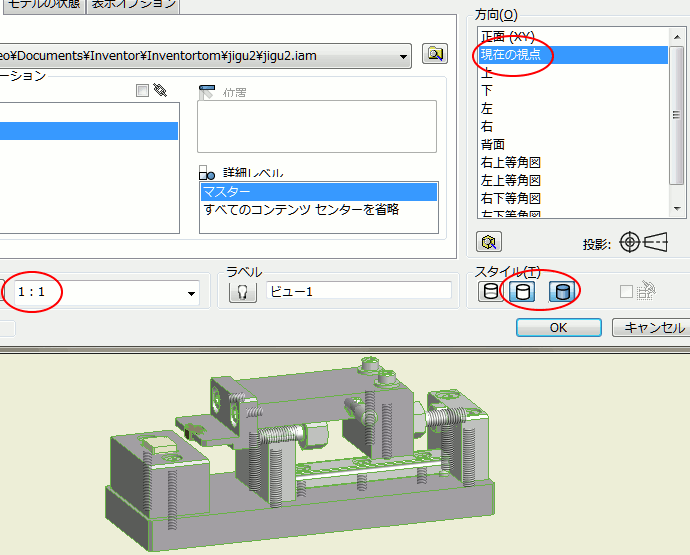 モデルの状態 表示オプション
eo¥Documents¥Inventor¥Inventortom¥jigu2¥jigu2.iam
ーション
位置
詳細レベル
マスター
すべてのコンテンツ センターを省略
方向(O)
正面 (XY)
現在の視点
上
下
左
右
背面
右上等角図
左上等角図
右下等角図
左下等角図
投影:
1 : 1
ラベル
ビュー1
スタイル(T)
OK
キャンセル